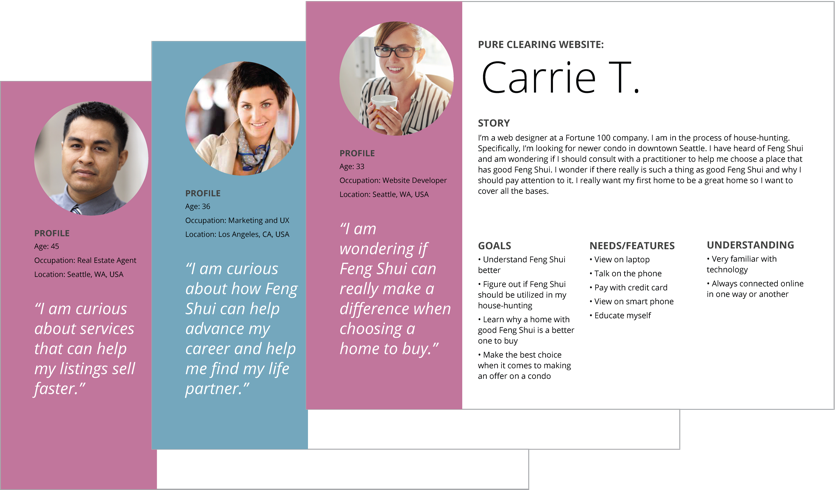 PROFILE
Age: 45
Occupation: Real Estate Agent
Location: Seattle, WA, USA
“I am curious
about services
that can help
my listings sell
faster.”
PROFILE
Age: 36
Occupation: Marketing and UX
Location: Los Angeles, CA, USA
“I am curious
about how Feng
Shui can help
advance my
career and help
me find my life
partner.”
PROFILE
Age: 33
Occupation: Website Developer
Location: Seattle, WA, USA
“I am
wondering if
Feng Shui can
really make a
difference when
choosing a
home to buy.”
PURE CLEARING WEBSITE:
Carrie T.
STORY
I’m a web designer at a Fortune 100 company. I am in the process of house-hunting.
Specifically, I’m looking for newer condo in downtown Seattle. I have heard of Feng Shui
and am wondering if I should consult with a practitioner to help me choose a place that
has good Feng Shui. I wonder if there really is such a thing as good Feng Shui and why I
should pay attention to it. I really want my first home to be a great home so I want to
cover all the bases.
GOALS
• Understand Feng Shui
better
• Figure out if Feng Shui
should be utilized in my
house-hunting
• Learn why a home with
good Feng Shui is a better
one to buy
• Make the best choice
when it comes to making
an offer on a condo
NEEDS/FEATURES
• View on laptop
• Talk on the phone
• Pay with credit card
• View on smart phone
• Educate myself
UNDERSTANDING
• Very familiar with
technology
• Always connected online
in one way or another